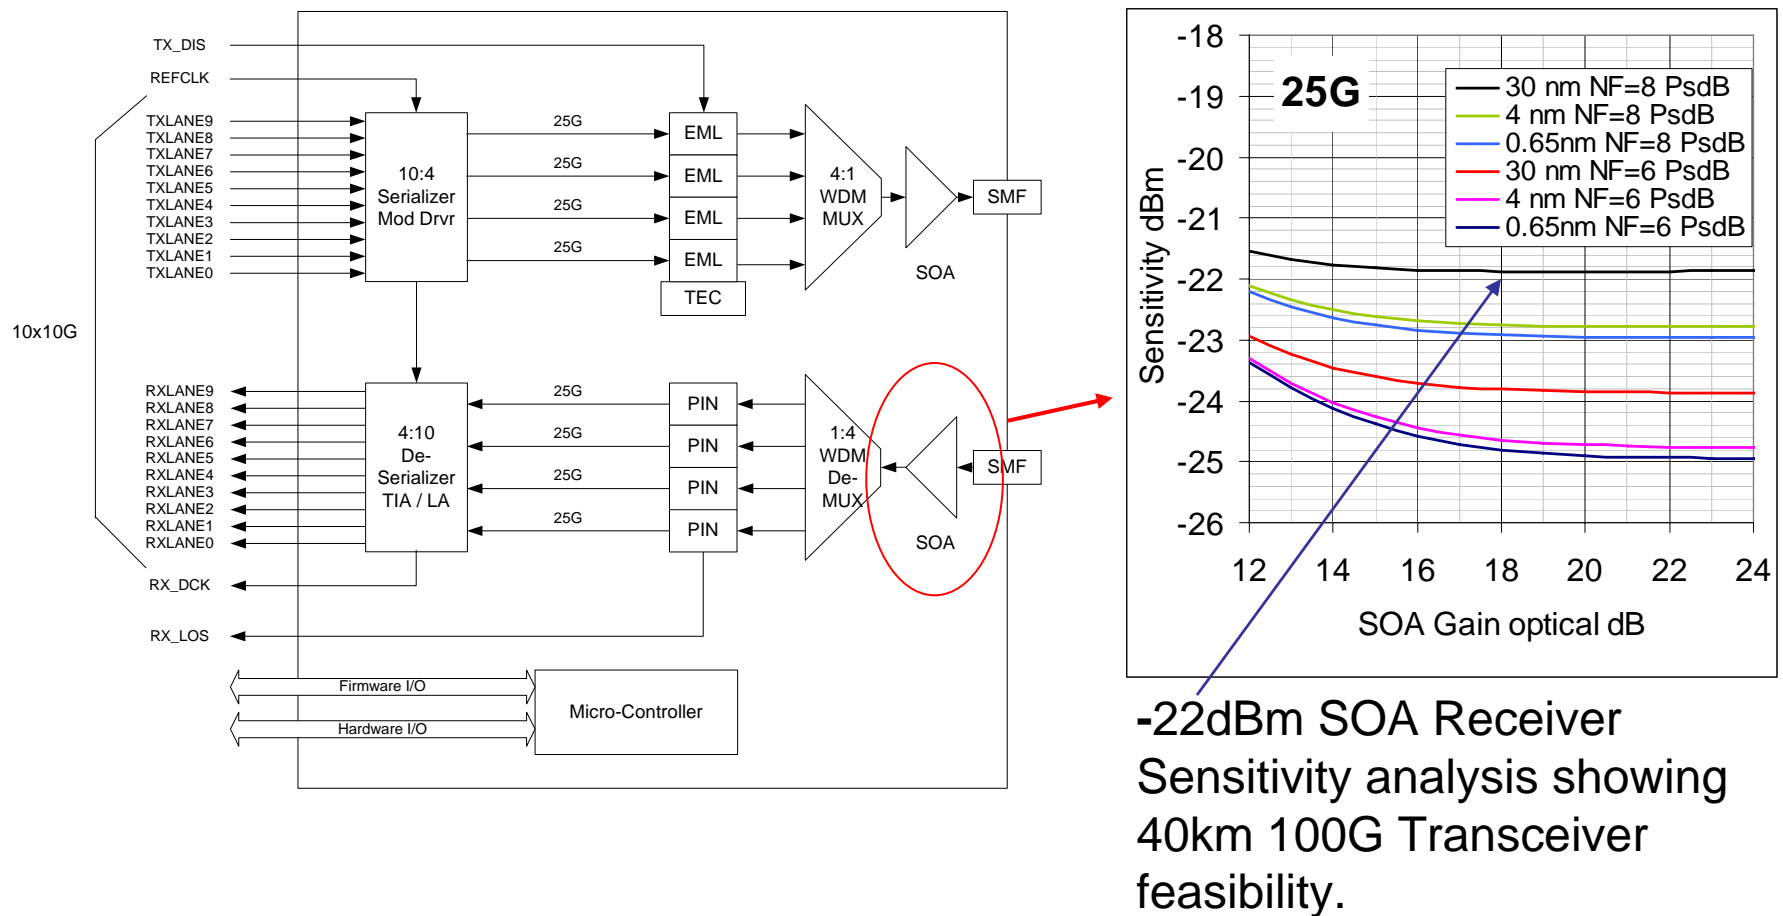 TX_DIS
REFCLK
TXLANE9
TXLANE8
TXLANE7
TXLANE6
TXLANE5
TXLANE4
TXLANE3
TXLANE2
TXLANE1
TXLANE0
10:4
Serializer
Mod Drvr
25G
25G
25G
25G
EML
EML
EML
EML
TEC
4:1
WDM
MUX
SOA
SMF
10x10G
RXLANE9
RXLANE8
RXLANE7
RXLANE6
RXLANE5
RXLANE4
RXLANE3
RXLANE2
RXLANE1
RXLANE0
RX_DCK
RX_LOS
4:10
De-
Serializer
TIA / LA
25G
25G
25G
25G
PIN
PIN
PIN
PIN
1:4
WDM
De-
MUX
SOA
SMF
Firmware I/O
Hardware I/O
Micro-Controller
25G
30 nm NF=8 PsdB
4 nm NF=8 PsdB
0.65nm NF=8 PsdB
30 nm NF=6 PsdB
4 nm NF=6 PsdB
0.65nm NF=6 PsdB
Sensitivity dBm
-18
-19
-20
-21
-22
-23
-24
-25
-26
12 14 16 18 20 22 24
SOA Gain optical dB
-22dBm SOA Receiver
Sensitivity analysis showing
40km 100G Transceiver
feasibility.